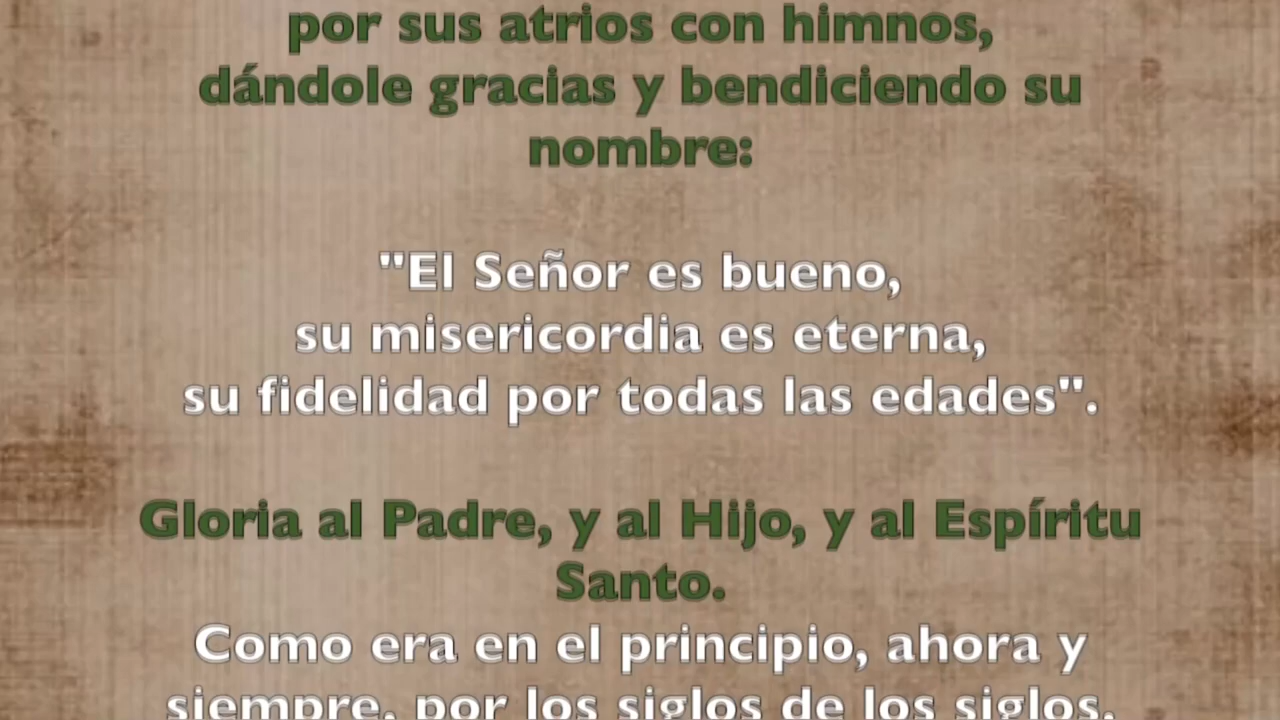 por sus atrios con himnos,
dándole gracias y bendiciendo su
nombre:
"El Señor es bueno,
su misericordia es eterna,
su fidelidad por todas las edades".
Gloria al Padre, y al Hijo, y al Espíritu
Santo.
Como era en el principio, ahora y
siempre, por los siglos de los siglos.